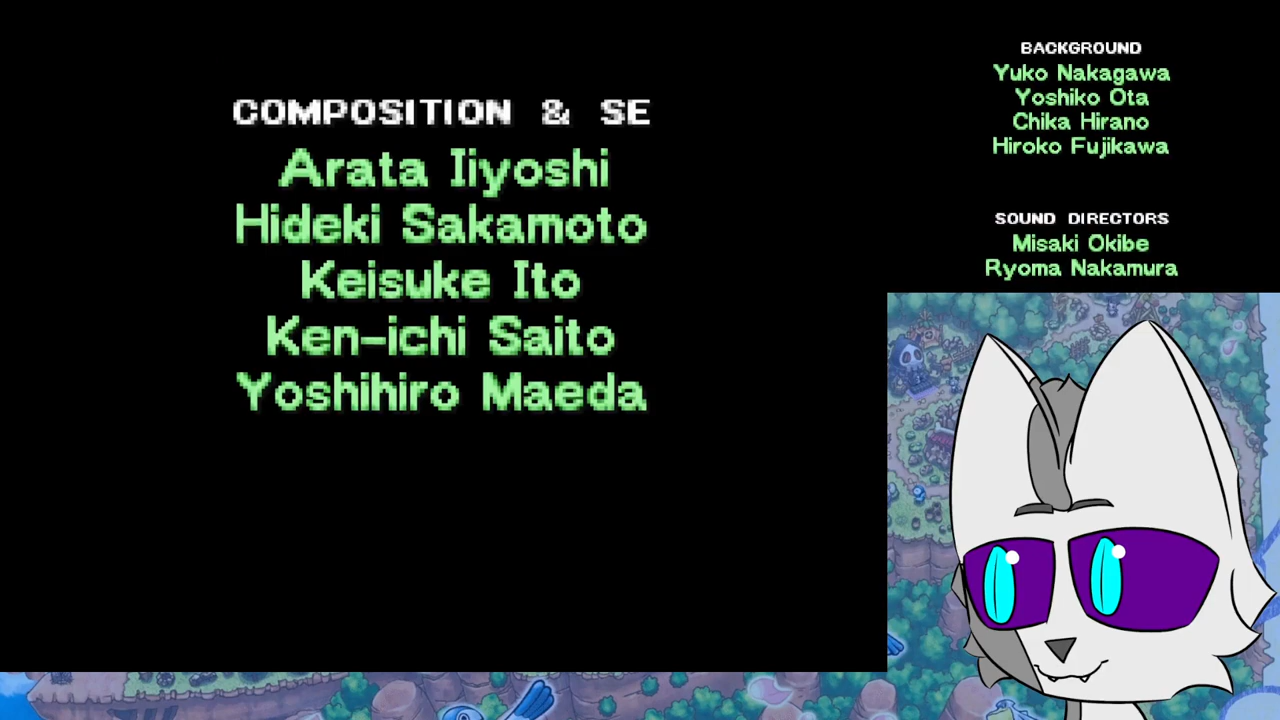 COMPOSITION & SE
Arata Iiyoshi
Hideki Sakamoto
Keisuke Ito
Ken-ichi Saito
Yoshihiro Maeda
BACKGROUND
Yuko Nakagawa
Yoshiko Ota
Chika Hirano
Hiroko Fujikawa
SOUND DIRECTORS
Misaki Okibe
Ryoma Nakamura